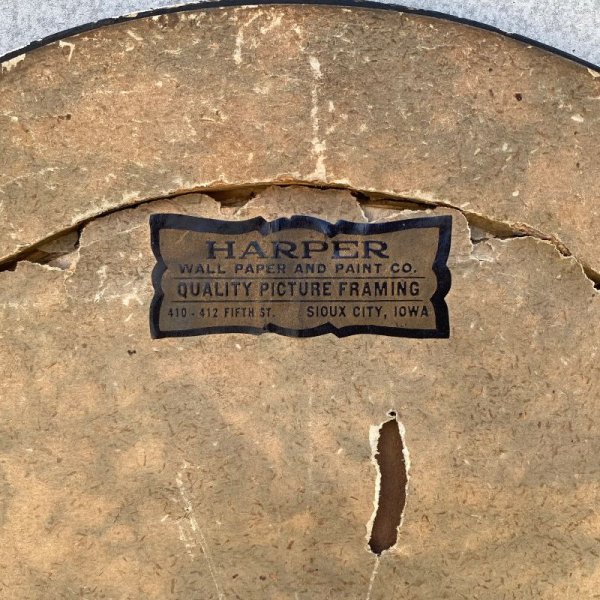 HARPER
WALL PAPER AND PAINT CO.
QUALITY PICTURE FRAMING
410 - 412 FIFTH ST. SIOUX CITY, IOWA